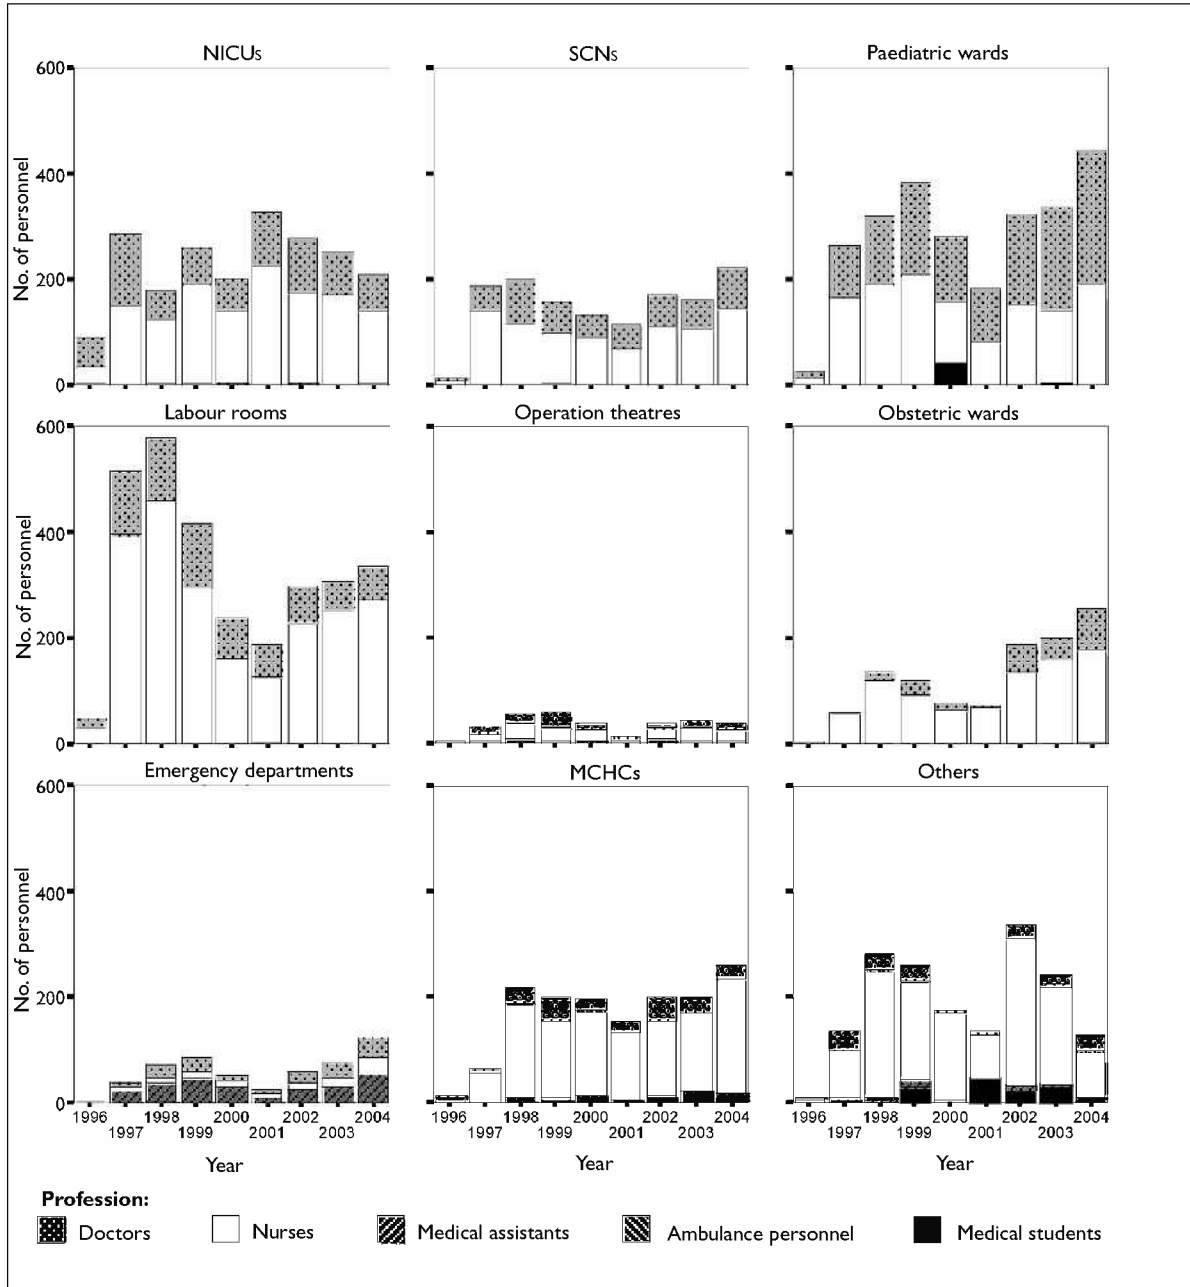 NICUs
SCNs
Paediatric wards
600
400
200
0
No. of personnel
Labour rooms
Operation theatres
Obstetric wards
600
400
200
0
No. of personnel
Emergency departments
MCHCs
Others
600
400
200
0
No. of personnel
1996 1998 2000 2002 2004
1997 1999 2001 2003
Year
1996 1998 2000 2002 2004
1997 1999 2001 2003
Year
1996 1998 2000 2002 2004
1997 1999 2001 2003
Year
Profession:
Doctors
Nurses
Medical assistants
Ambulance personnel
Medical students